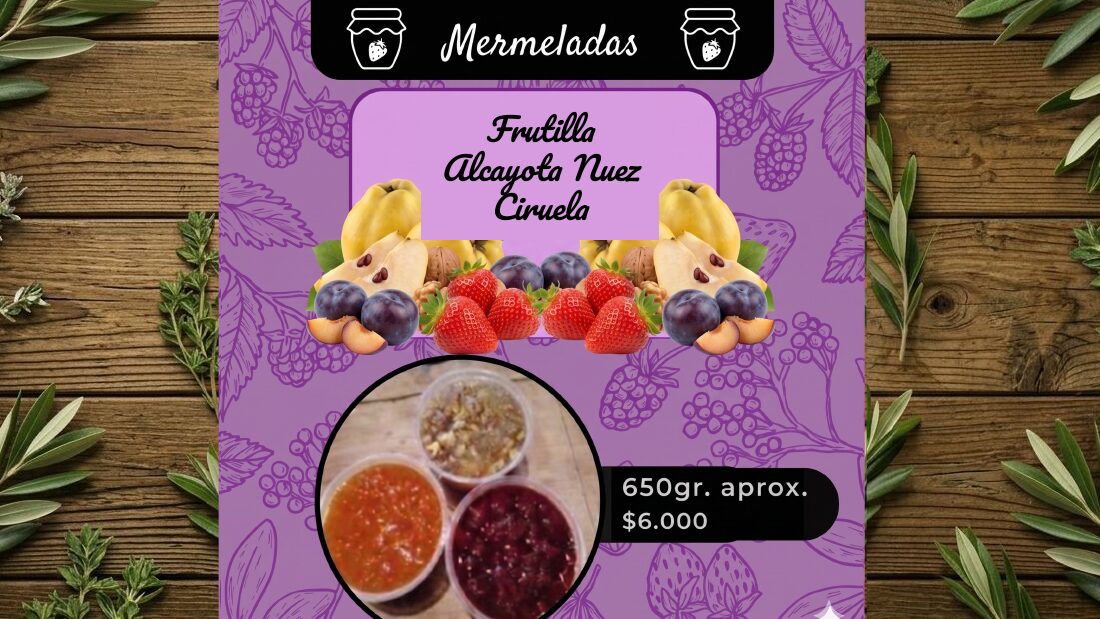 Mermeladas
Frutilla
Alcayota Nuez
Ciruela
650gr. aprox.
$6.000